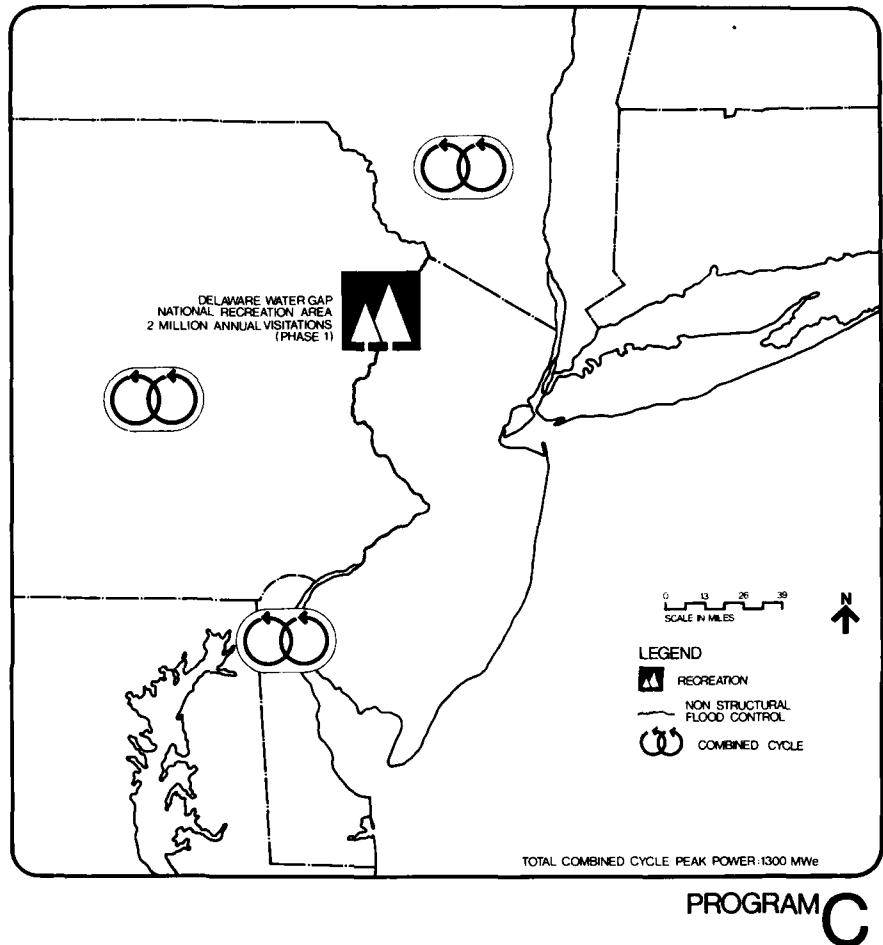 DELAWARE WATER GAP
NATIONAL RECREATION AREA
2 MILLION ANNUAL VISITATIONS
(PHASE 1)
0 13 26 39
SCALE IN MILES
N
LEGEND
RECREATION
NON STRUCTURAL
FLOOD CONTROL
COMBINED CYCLE
TOTAL COMBINED CYCLE PEAK POWER:1300 MWe
PROGRAM C